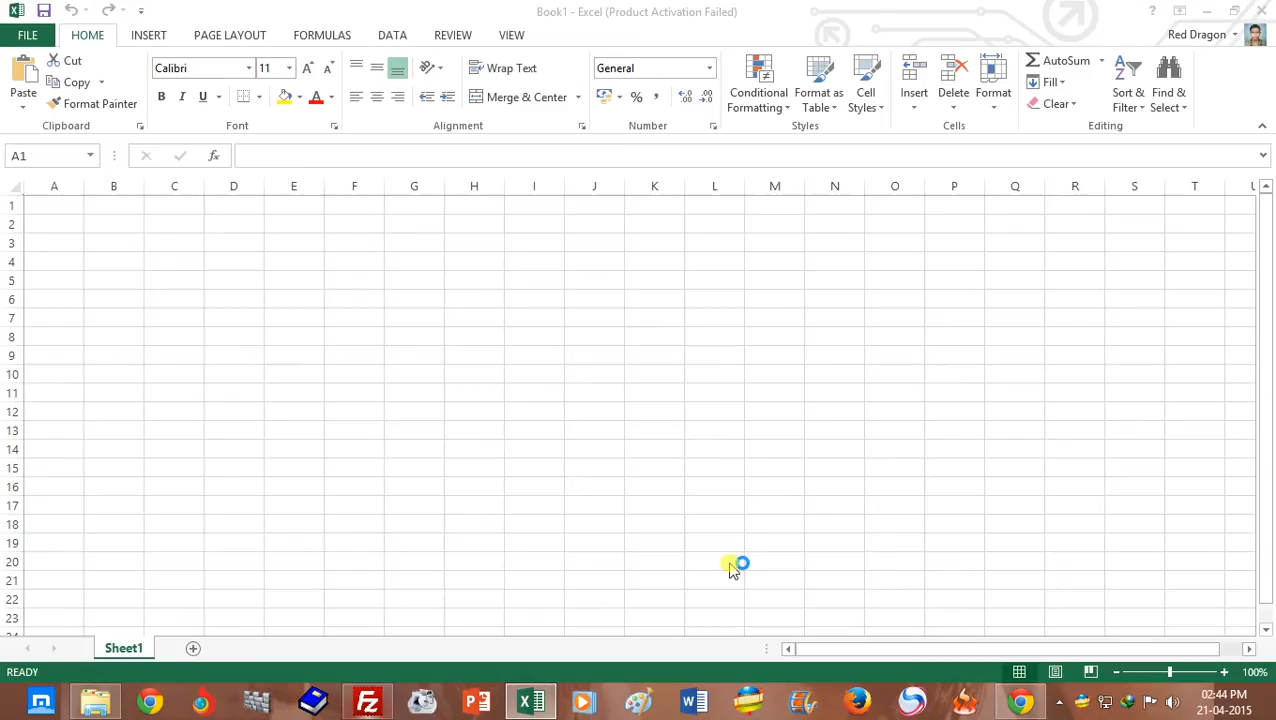 Book1 - Excel (Product Activation Failed)
FILE HOME INSERT PAGE LAYOUT FORMULAS DATA REVIEW VIEW Red Dragon
Paste
Cut
Copy
Format Painter
Clipboard
Calibri 11
B I U
Font
Wrap Text
Merge & Center
Alignment
General
%
Number
Conditional Formatting
Format as Table
Cell Styles
Styles
Insert
Delete
Format
Cells
AutoSum
Fill
Clear
Sort & Filter
Find & Select
Editing
A1 fx
A B C D E F G H I J K L M N O P Q R S T U
1
2
3
4
5
6
7
8
9
10
11
12
13
14
15
16
17
18
19
20
21
22
23
24
Sheet1
READY 100%
02:44 PM
21-04-2015